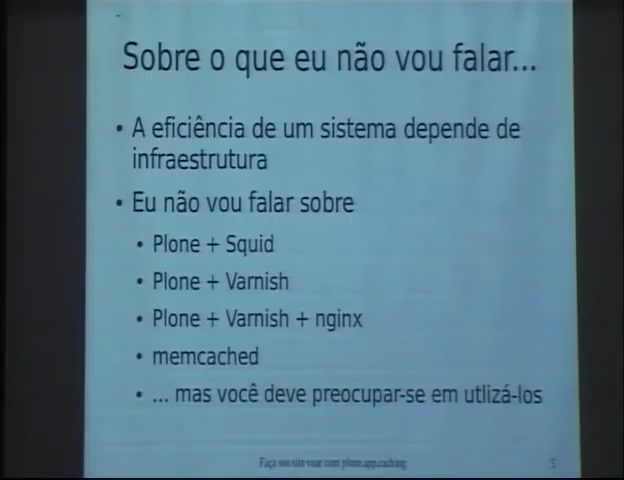 Sobre o que eu não vou falar...
• A eficiência de um sistema depende de
infraestrutura
• Eu não vou falar sobre
• Plone + Squid
• Plone + Varnish
• Plone + Varnish + nginx
• memcached
• ... mas você deve preocupar-se em utlizá-los
Faça seu site voar com plone.app.caching
5